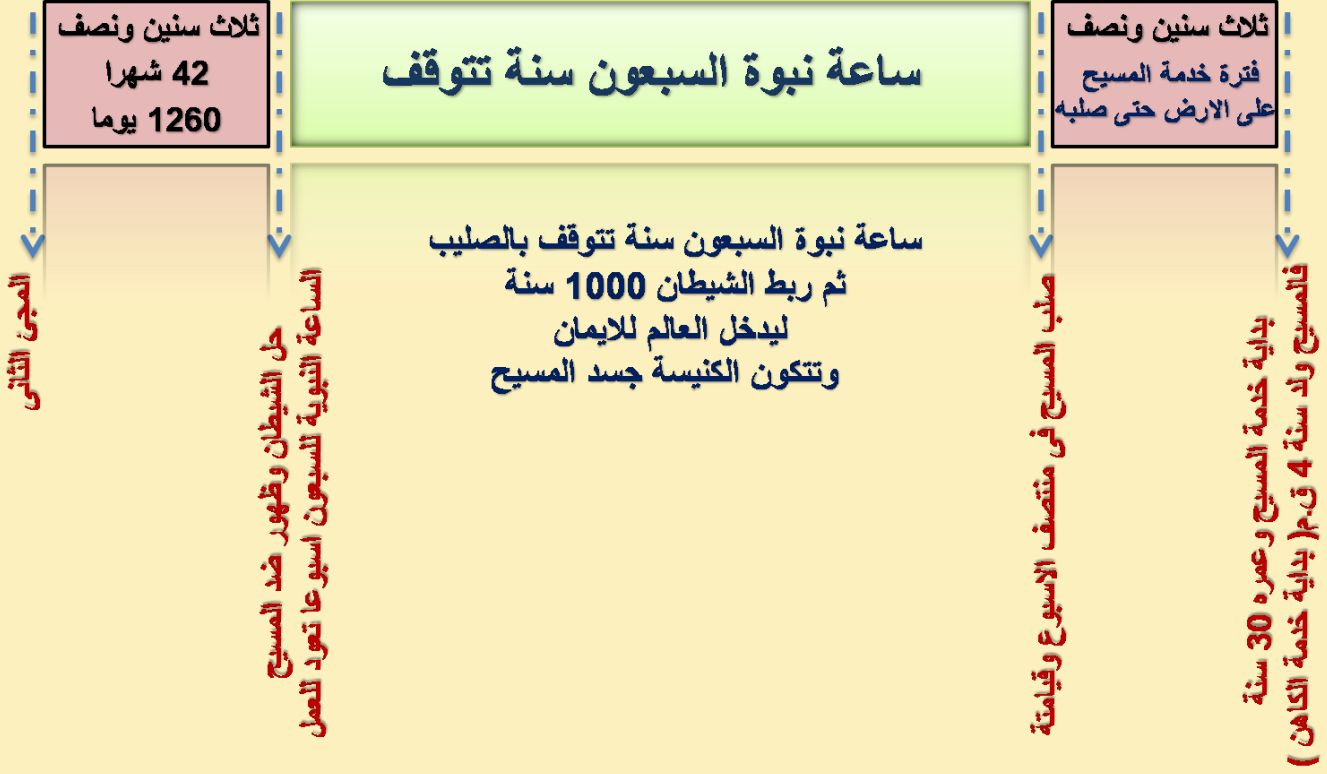 ثلاث سنين ونصف
فترة خدمة المسيح
على الارض حتى صلبه
ساعة نبوة السبعون سنة تتوقف
ثلاث سنين ونصف
42 شهرا
1260 يوما
ساعة نبوة السبعون سنة تتوقف بالصليب
ثم ربط الشيطان 1000 سنة
ليدخل العالم للايمان
وتتكون الكنيسة جسد المسيح
بداية خدمة المسيح وعمره 30 سنة
فالمسيح ولد سنة 4 ق.م( بداية خدمة الكاهن )
صلب المسيح فى منتصف الاسبوع وقيامتة
حل الشيطان وظهور ضد المسيح
الساعة النبوية للسبعون اسبوعا تعود للعمل
المجئ الثانى